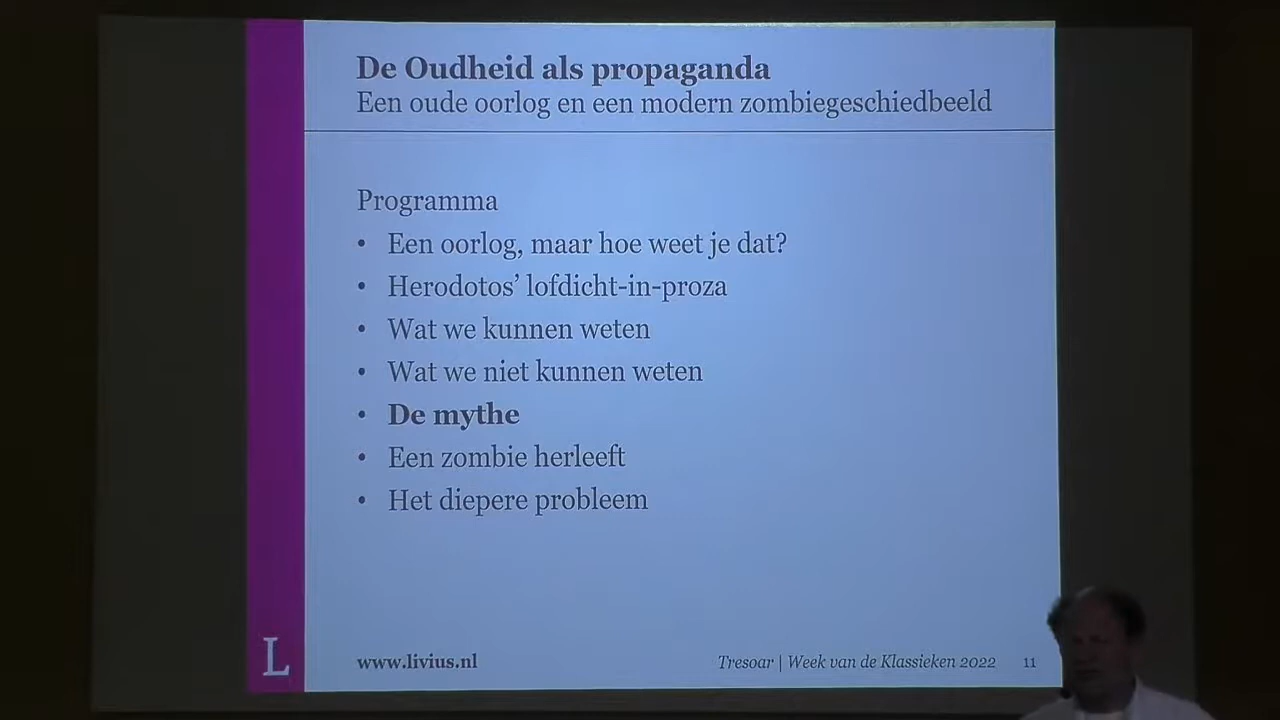 De Oudheid als propaganda
Een oude oorlog en een modern zombiegeschiedbeeld
Programma
• Een oorlog, maar hoe weet je dat?
• Herodotos’ lofdicht-in-proza
• Wat we kunnen weten
• Wat we niet kunnen weten
• De mythe
• Een zombie herleeft
• Het diepere probleem
L
www.livius.nl
Tresoar | Week van de Klassieken 2022
11